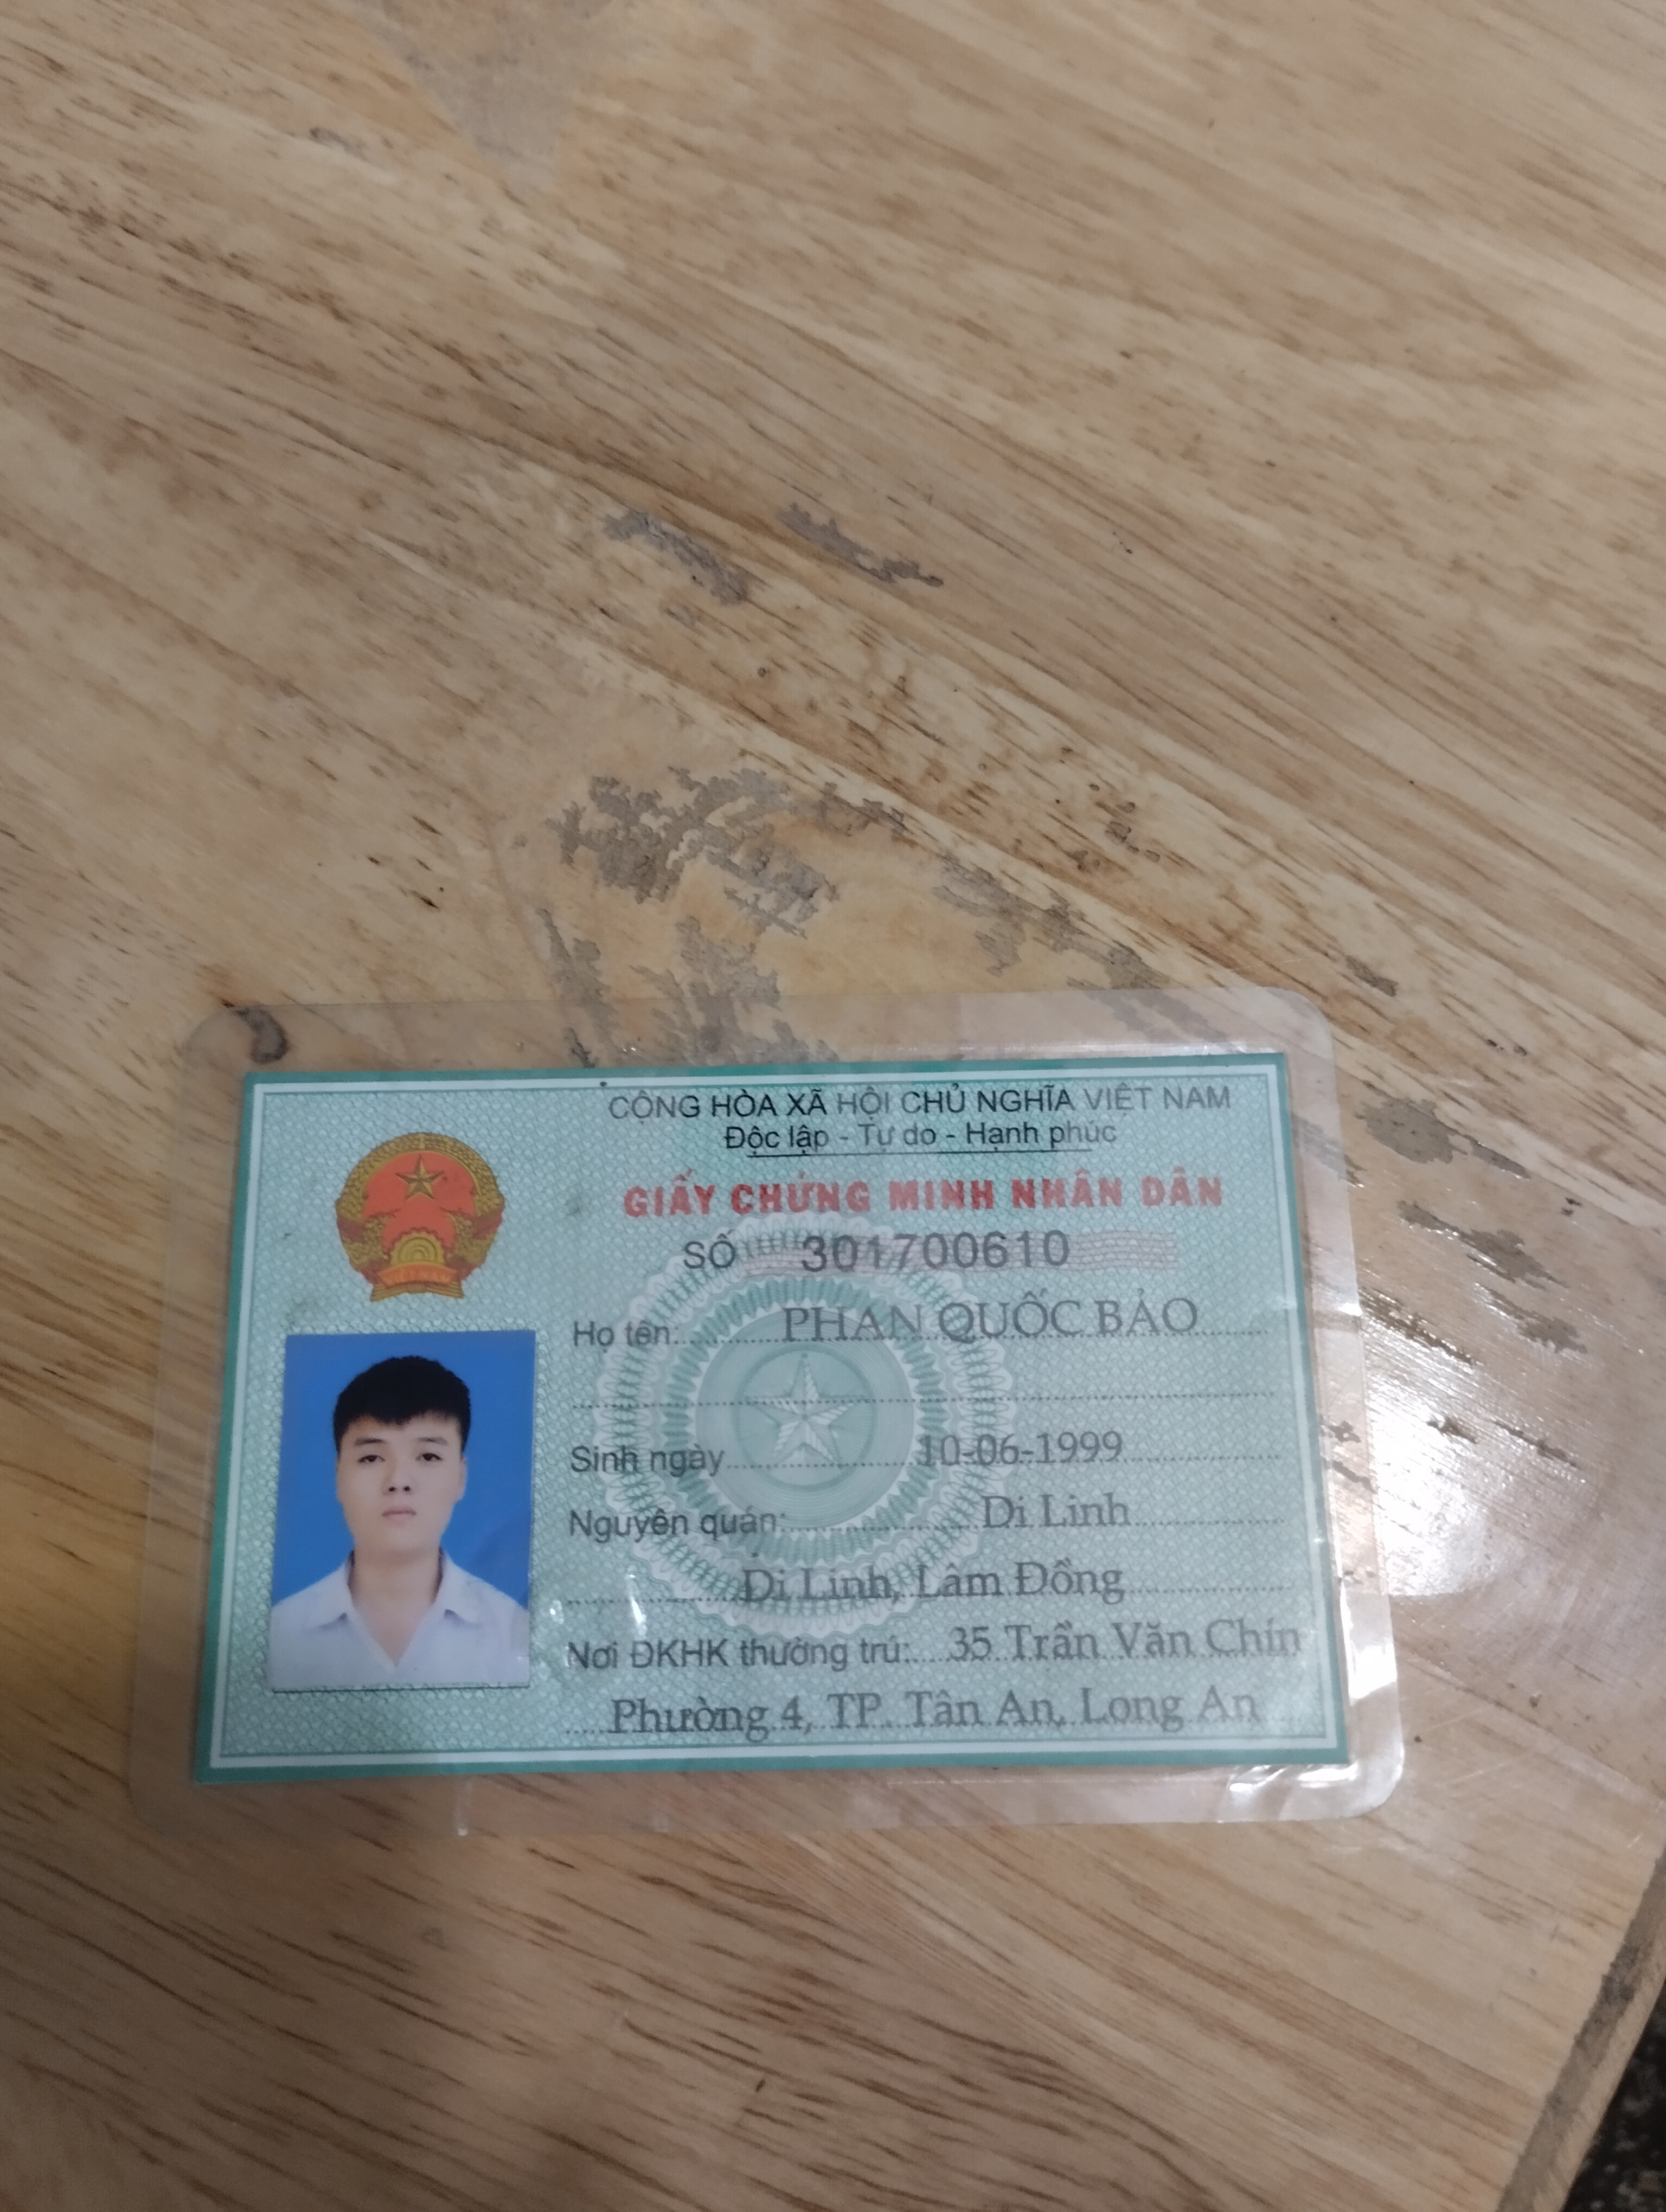 CỘNG HÒA XÃ HỘI CHỦ NGHĨA VIỆT NAM
Độc lập - Tự do - Hạnh phúc
GIẤY CHỨNG MINH NHÂN DÂN
SỐ 301700610
Họ tên PHAN QUỐC BẢO
Sinh ngày 10-06-1999
Nguyên quán: Di Linh
Di Linh, Lâm Đồng
Nơi ĐKHK thường trú: 35 Trần Văn Chín
Phường 4, TP. Tân An, Long An